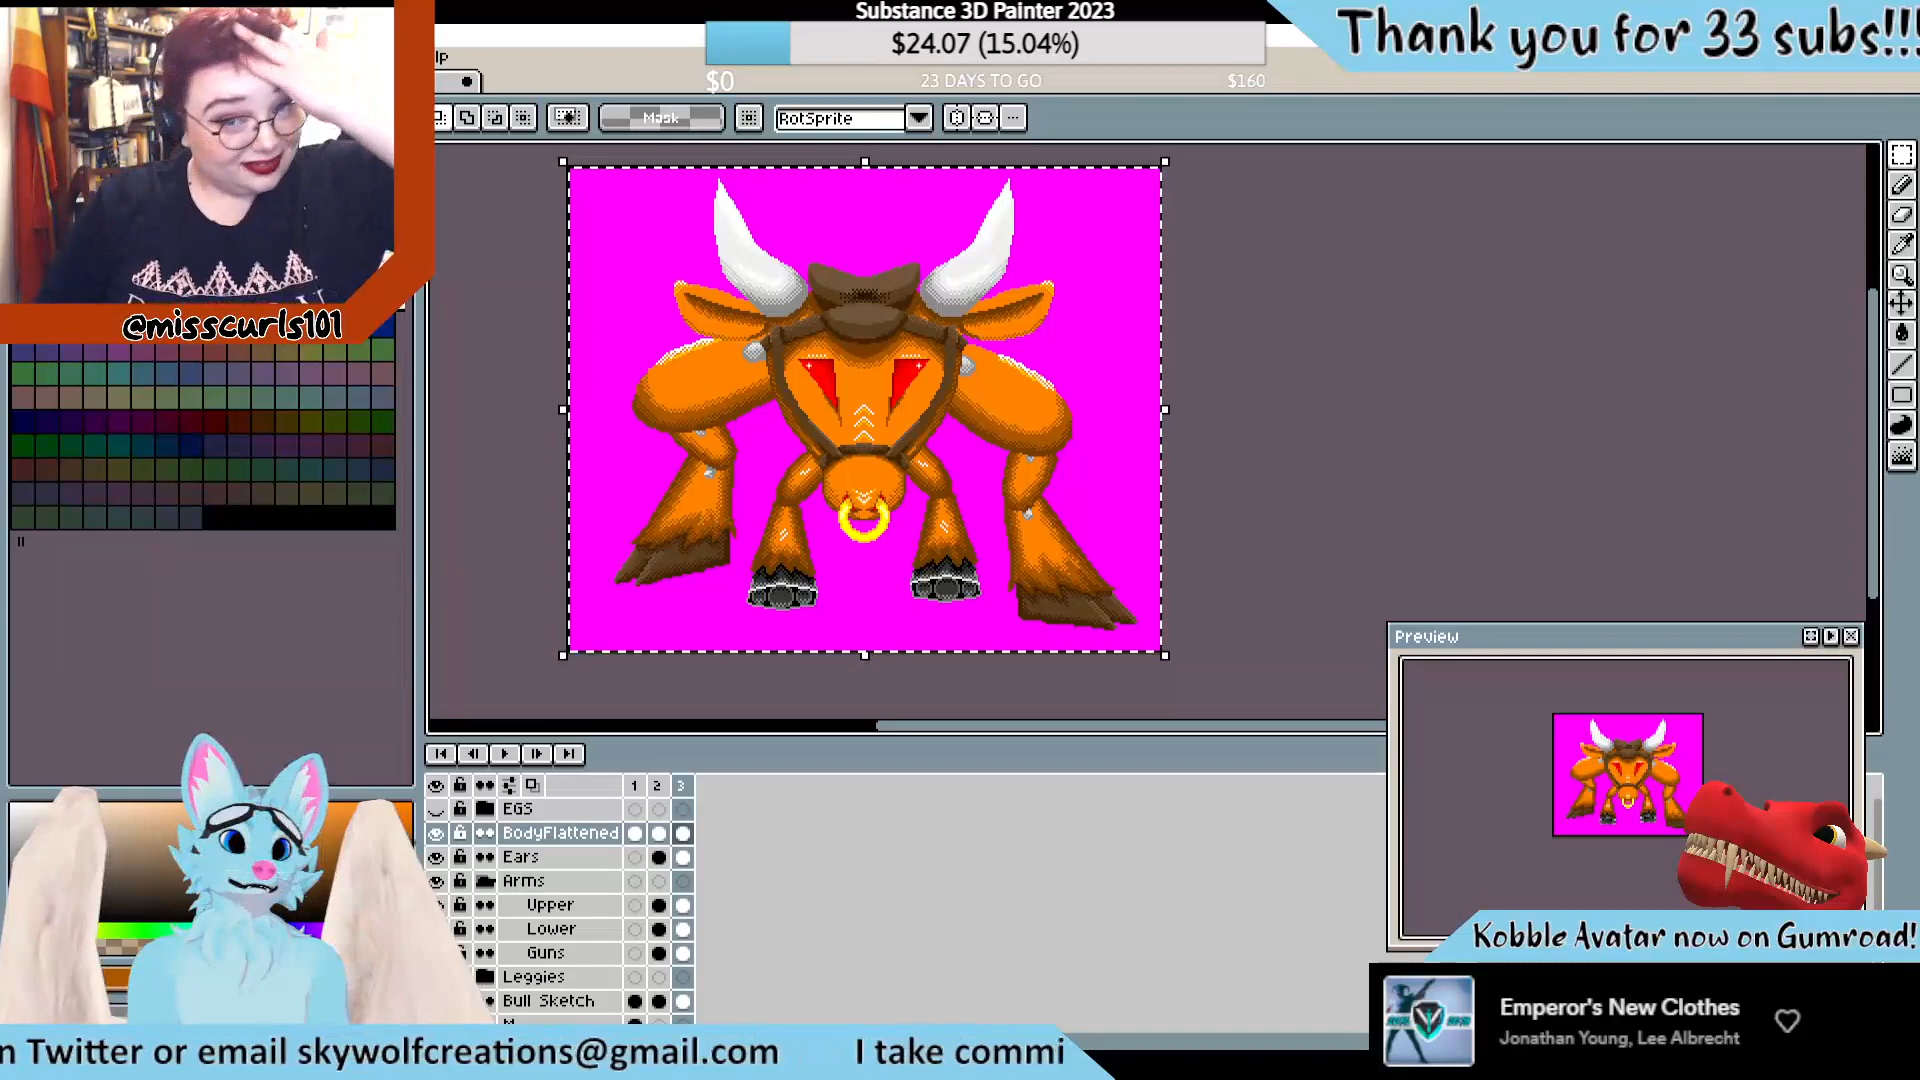 Substance 3D Painter 2023
$24.07 (15.04%)
$0
23 DAYS TO GO
$160
Thank you for 33 subs!!!
lp
Mask
RotSprite
@misscurls101
Preview
1 2 3
EGS
BodyFlattened
Ears
Arms
Upper
Lower
Guns
Leggies
Bull Sketch
Kobble Avatar now on Gumroad!
Emperor's New Clothes
Jonathan Young, Lee Albrecht
n Twitter or email skywolfcreations@gmail.com
I take commi